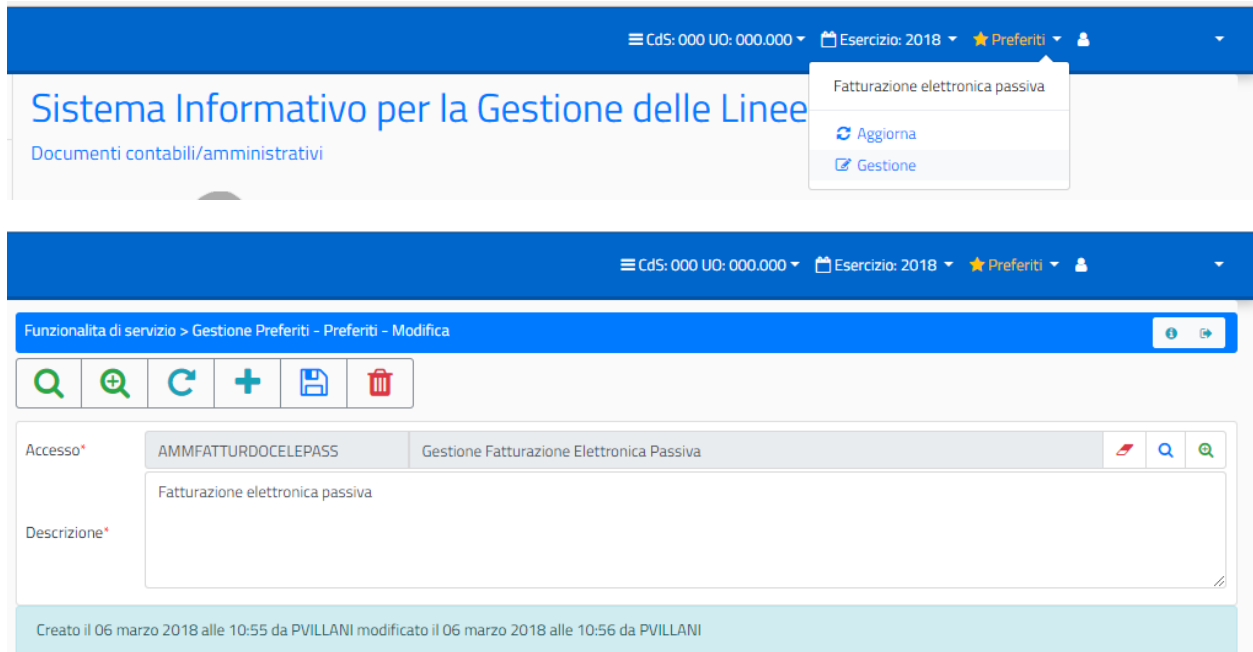 CdS: 000 UO: 000.000 Esercizio: 2018 Preferiti
Fatturazione elettronica passiva
Sistema Informativo per la Gestione delle Linee
Aggiorna
Documenti contabili/amministrativi
Gestione
CdS: 000 UO: 000.000 Esercizio: 2018 Preferiti
Funzionalita di servizio > Gestione Preferiti - Preferiti - Modifica
Accesso* AMMFATTURDOCELEPASS Gestione Fatturazione Elettronica Passiva
Fatturazione elettronica passiva
Descrizione*
Creato il 06 marzo 2018 alle 10:55 da PVILLANI modificato il 06 marzo 2018 alle 10:56 da PVILLANI